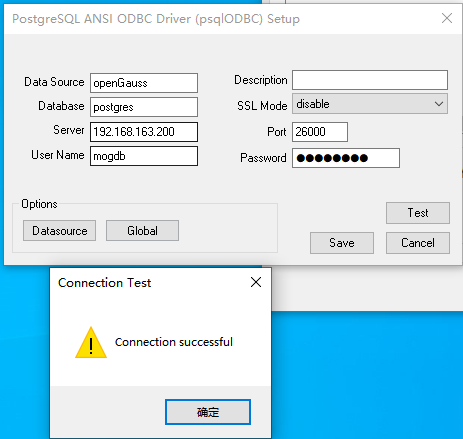 PostgreSQL ANSI ODBC Driver (psqlODBC) Setup
Data Source openGauss Description
Database postgres SSL Mode disable
Server 192.168.163.200 Port 26000
User Name mogdb Password ●●●●●●●●
Options
Test
Datasource Global
Save Cancel
Connection Test
Connection successful
确定